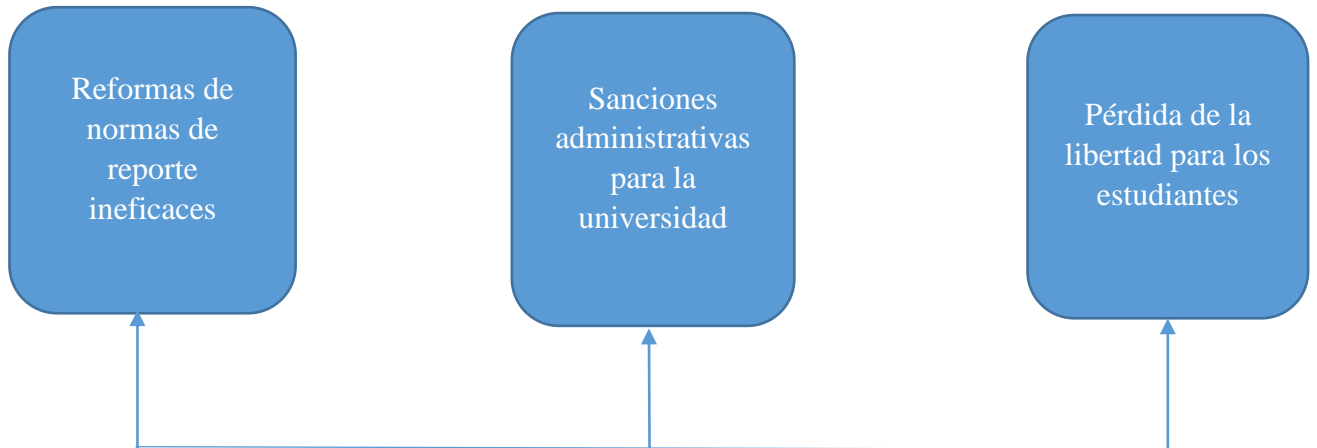 Reformas de
normas de
reporte
ineficaces
Sanciones
administrativas
para la
universidad
Pérdida de la
libertad para los
estudiantes